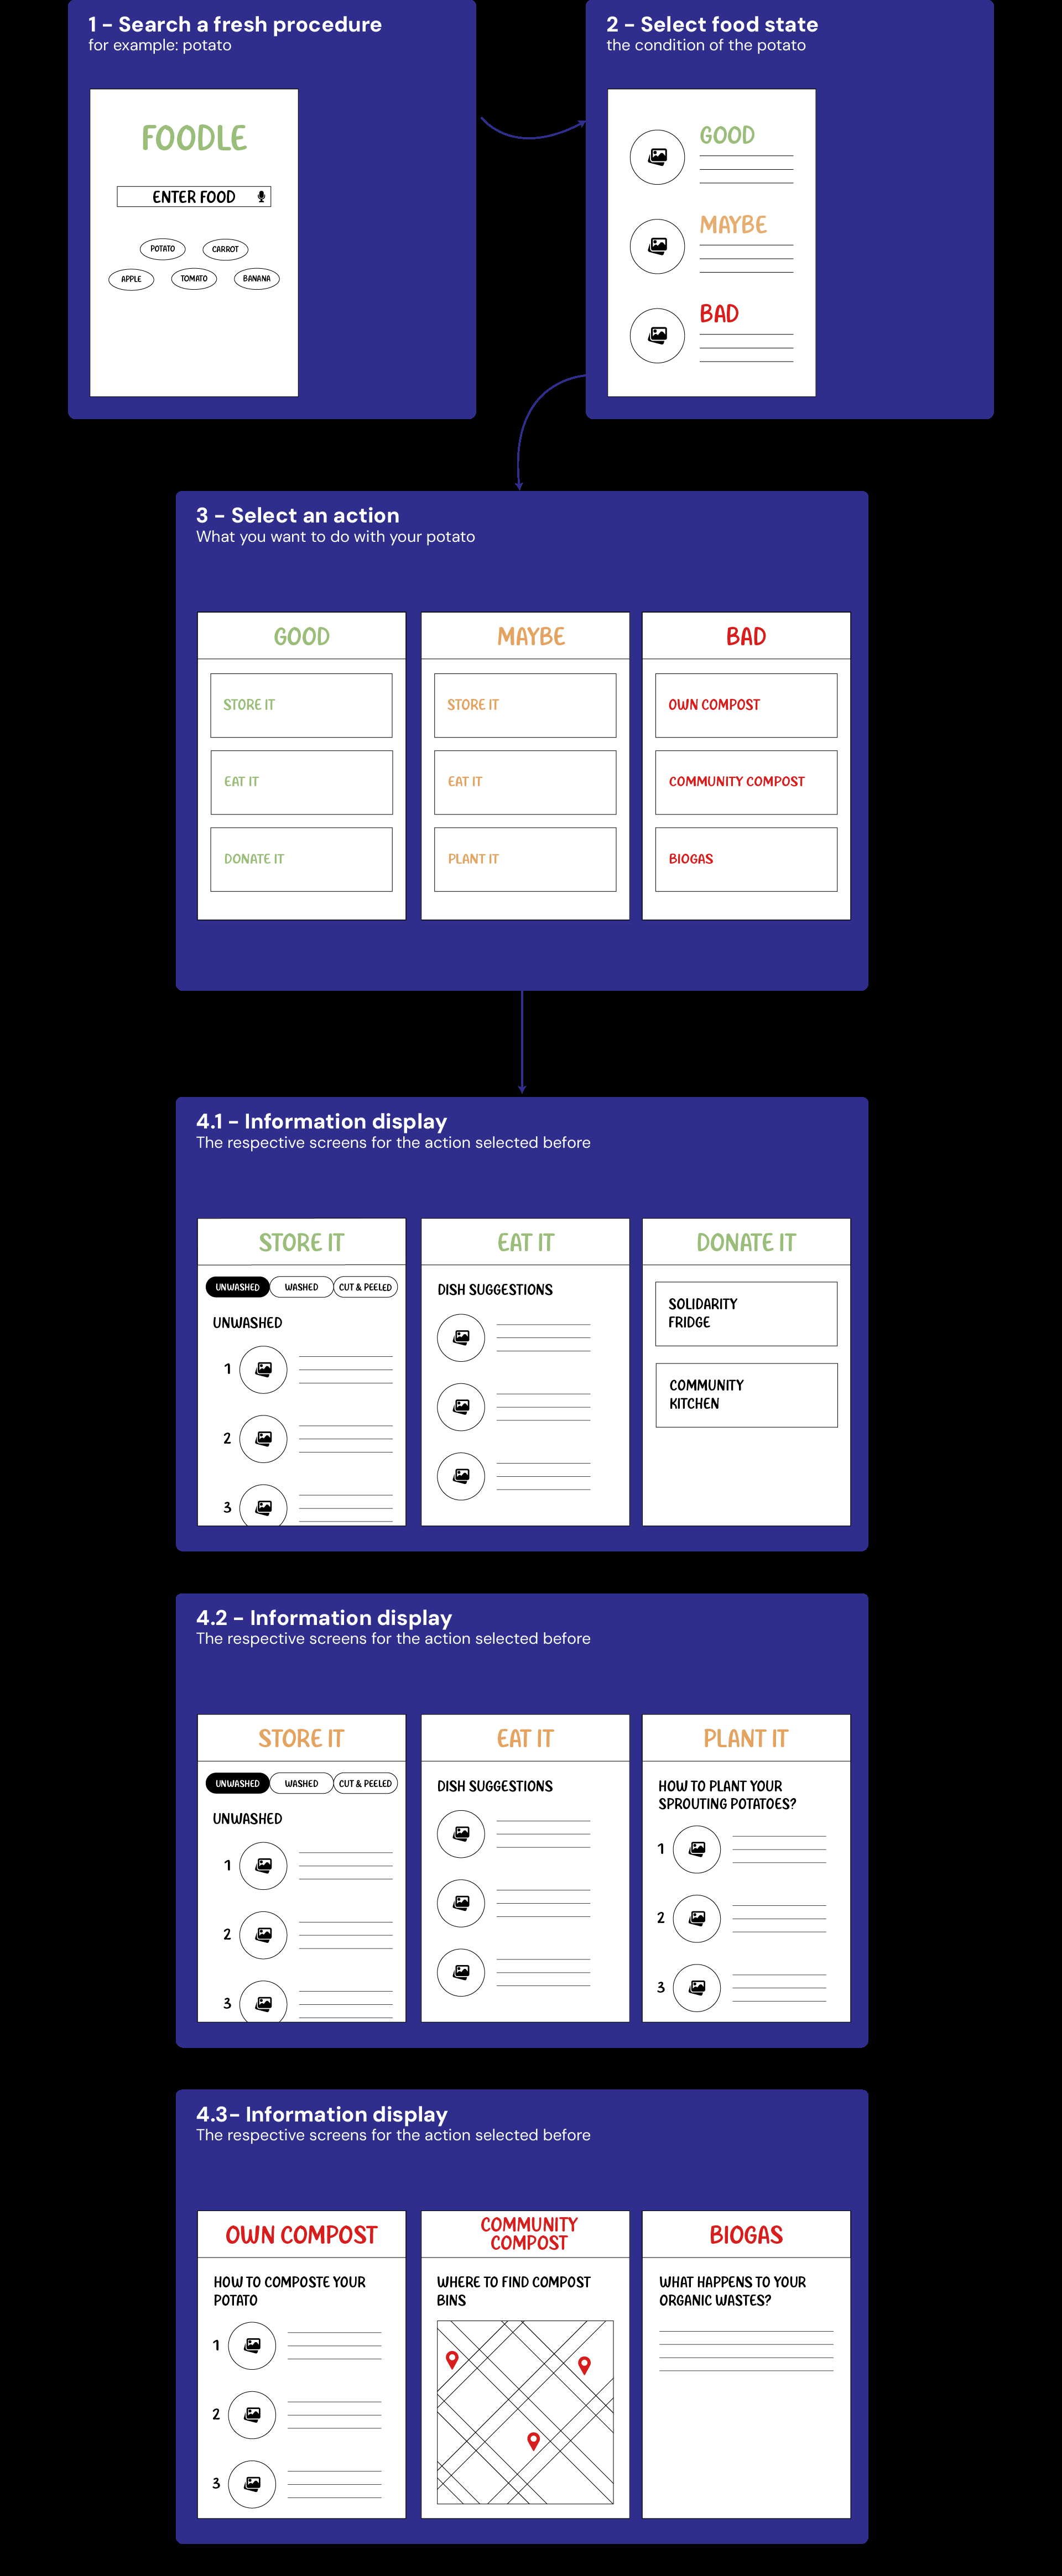 1 - Search a fresh procedure
for example: potato
FOODLE
ENTER FOOD
POTATO
CARROT
APPLE
TOMATO
BANANA
2 - Select food state
the condition of the potato
GOOD
MAYBE
BAD
3 - Select an action
What you want to do with your potato
GOOD
STORE IT
EAT IT
DONATE IT
MAYBE
STORE IT
EAT IT
PLANT IT
BAD
OWN COMPOST
COMMUNITY COMPOST
BIOGAS
4.1 - Information display
The respective screens for the action selected before
STORE IT
UNWASHED
WASHED
CUT & PEELED
UNWASHED
1
2
3
EAT IT
DISH SUGGESTIONS
DONATE IT
SOLIDARITY
FRIDGE
COMMUNITY
KITCHEN
4.2 - Information display
The respective screens for the action selected before
STORE IT
UNWASHED
WASHED
CUT & PEELED
UNWASHED
1
2
3
EAT IT
DISH SUGGESTIONS
PLANT IT
HOW TO PLANT YOUR
SPROUTING POTATOES?
1
2
3
4.3- Information display
The respective screens for the action selected before
OWN COMPOST
HOW TO COMPOSTE YOUR
POTATO
1
2
3
COMMUNITY
COMPOST
WHERE TO FIND COMPOST
BINS
BIOGAS
WHAT HAPPENS TO YOUR
ORGANIC WASTES?